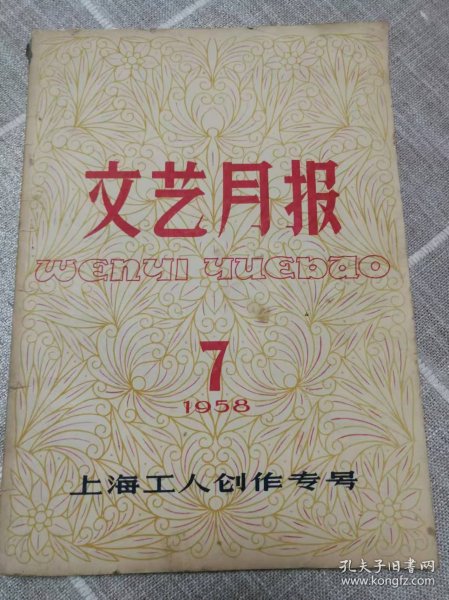 文艺月报
WENYI YUEBAO
7
1958
上海工人创作专号
孔夫子旧书网
www.kongfz.com